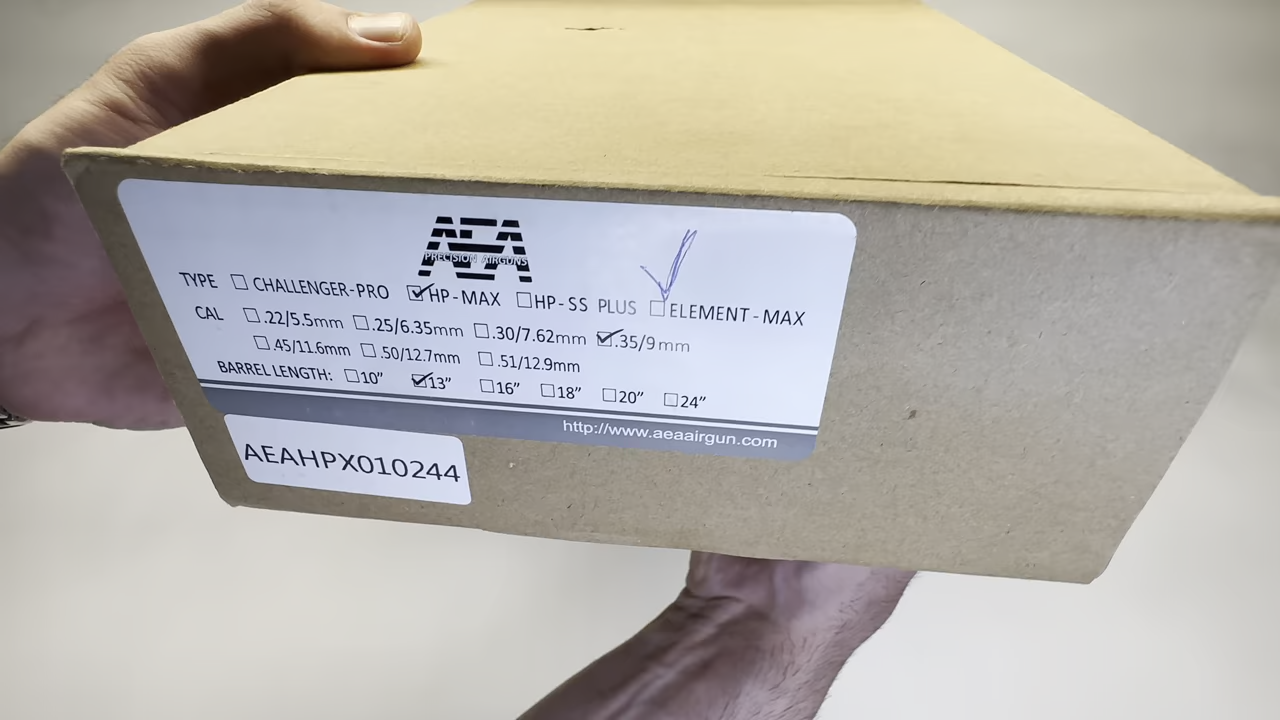 AEA
PRECISION AIRGUNS
TYPE ☐ CHALLENGER-PRO ☑ HP-MAX ☐ HP-SS PLUS ☐ ELEMENT-MAX
CAL ☐ .22/5.5mm ☐ .25/6.35mm ☐ .30/7.62mm ☑ .35/9mm
☐ .45/11.6mm ☐ .50/12.7mm ☐ .51/12.9mm
BARREL LENGTH: ☐ 10” ☑ 13” ☐ 16” ☐ 18” ☐ 20” ☐ 24”
http://www.aeaairgun.com
AEAHPX010244